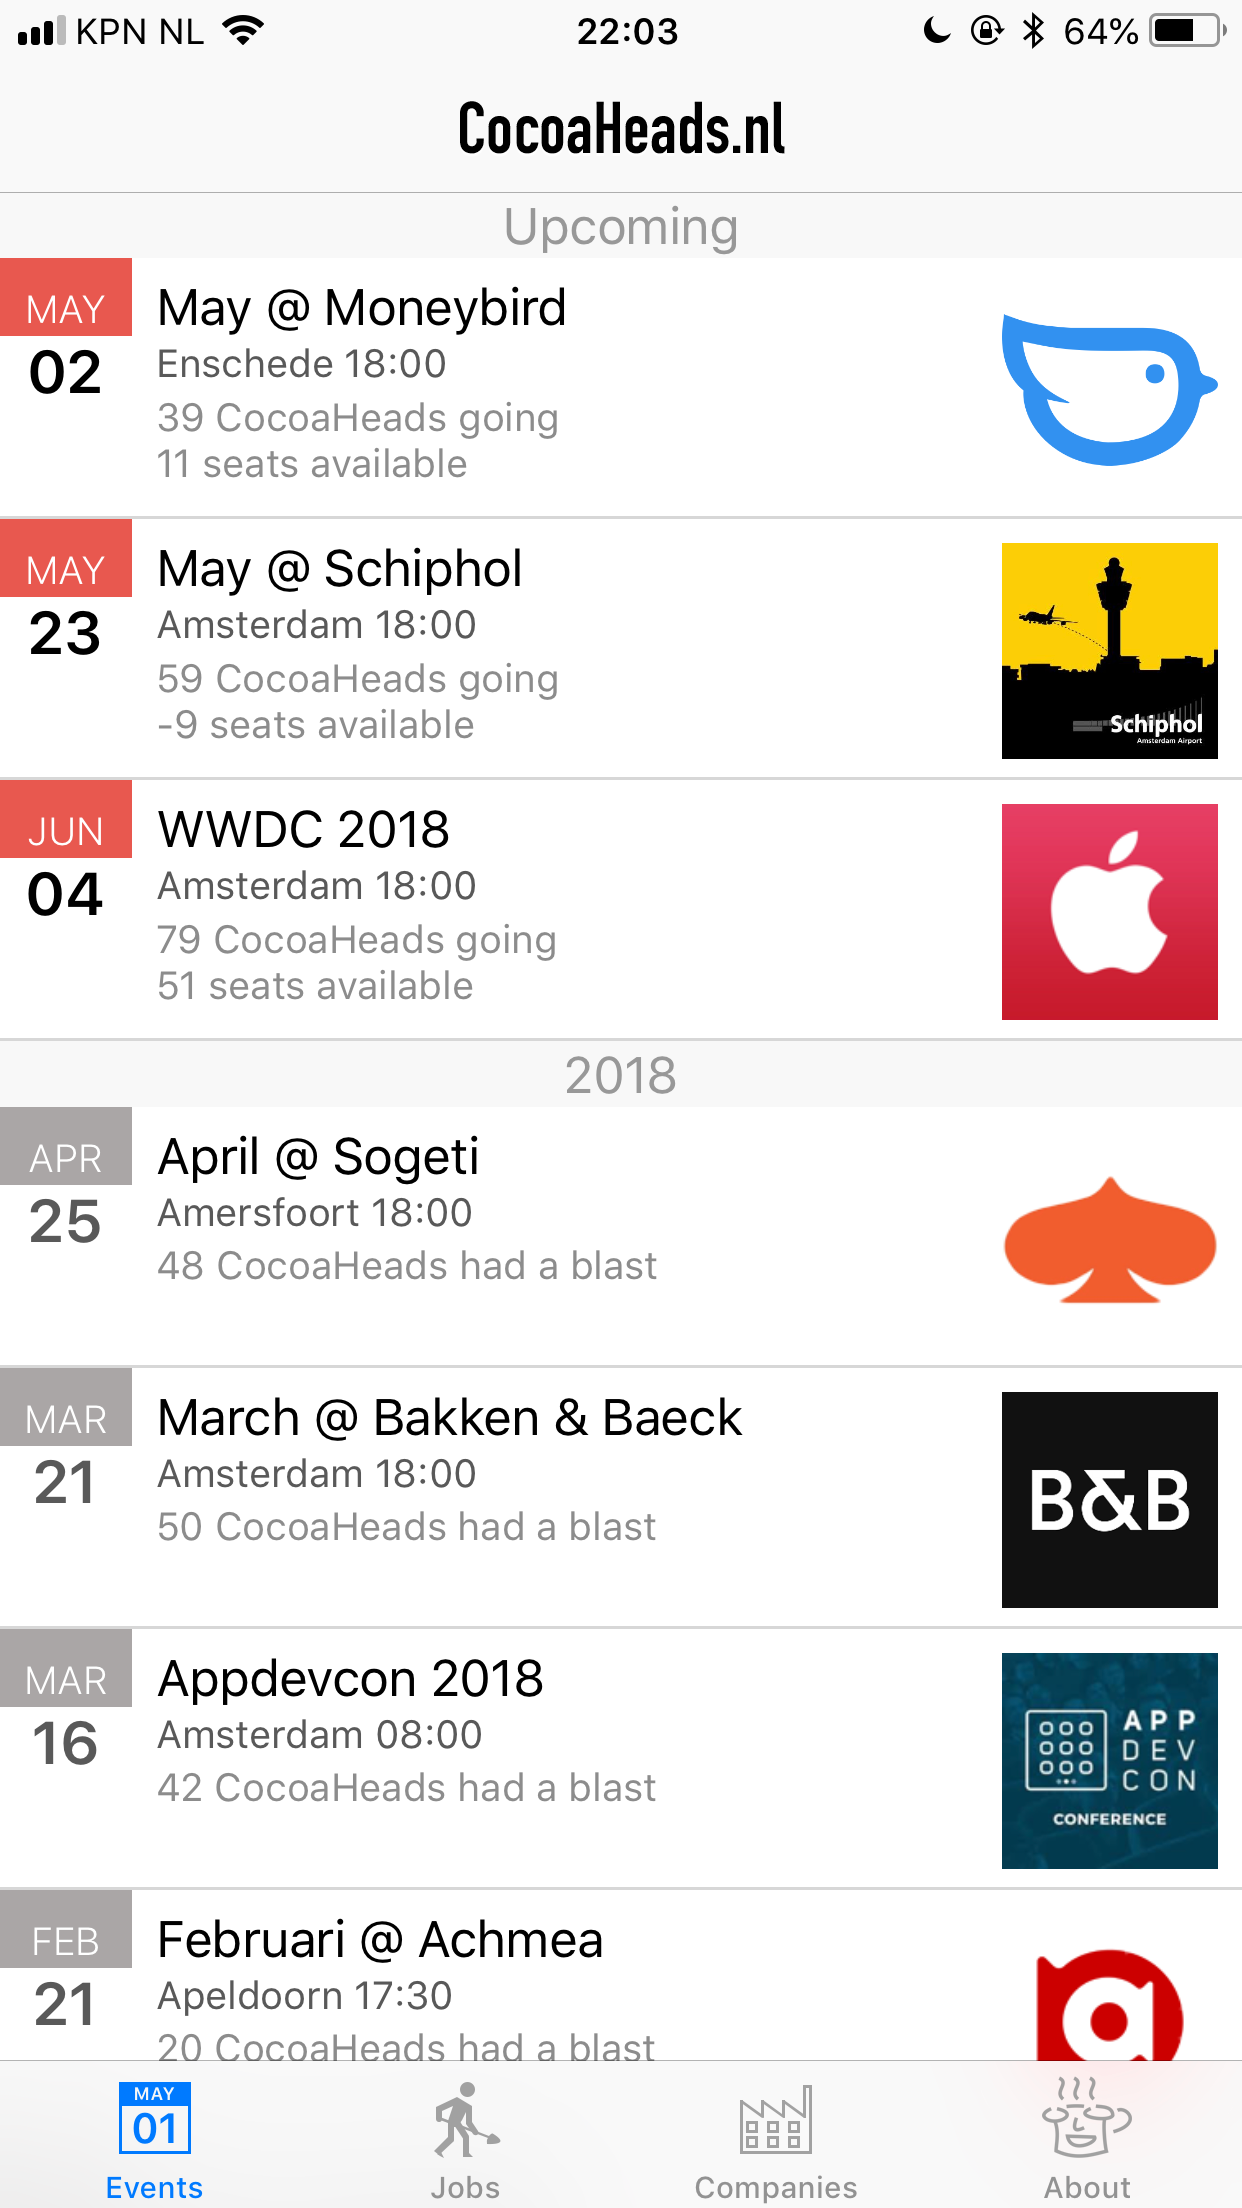 KPN NL 22:03 64%
CocoaHeads.nl
Upcoming
MAY
02
May @ Moneybird
Enschede 18:00
39 CocoaHeads going
11 seats available
MAY
23
May @ Schiphol
Amsterdam 18:00
59 CocoaHeads going
-9 seats available
Schiphol
Amsterdam Airport
JUN
04
WWDC 2018
Amsterdam 18:00
79 CocoaHeads going
51 seats available
2018
APR
25
April @ Sogeti
Amersfoort 18:00
48 CocoaHeads had a blast
MAR
21
March @ Bakken & Baeck
Amsterdam 18:00
50 CocoaHeads had a blast
B&B
MAR
16
Appdevcon 2018
Amsterdam 08:00
42 CocoaHeads had a blast
APP
DEV
CON
CONFERENCE
FEB
21
Februari @ Achmea
Apeldoorn 17:30
20 CocoaHeads had a blast
MAY
01
Events
Jobs
Companies
About